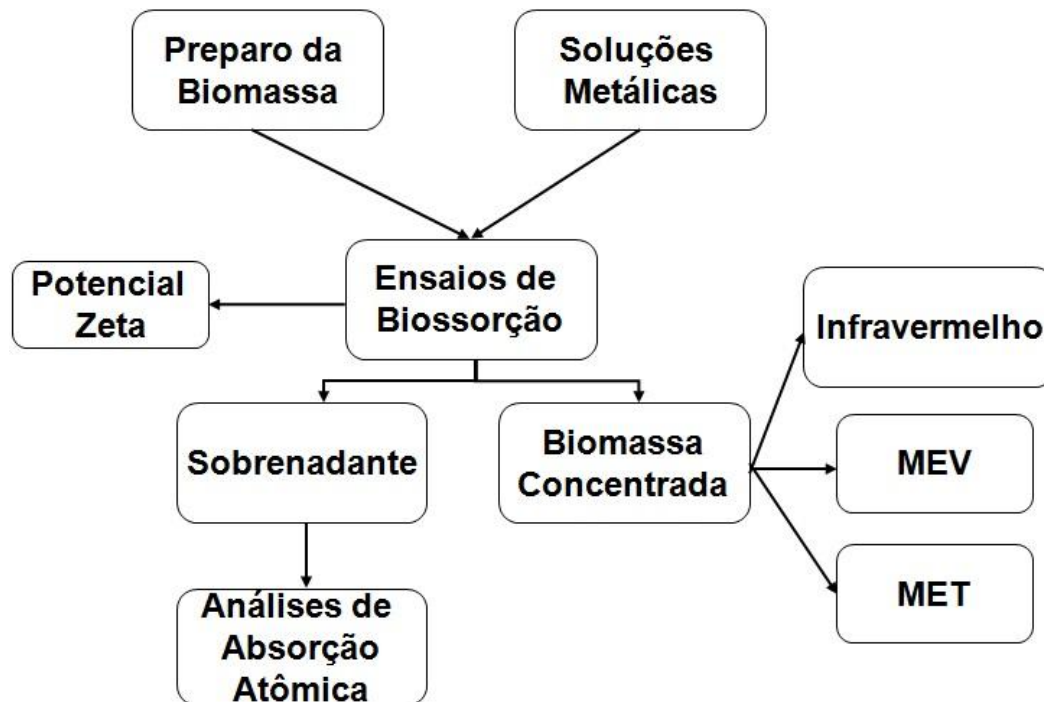 Preparo da
Biomassa
Soluções
Metálicas
Potencial
Zeta
Ensaios de
Biossorção
Infravermelho
Sobrenadante
Biomassa
Concentrada
MEV
MET
Análises de
Absorção
Atômica